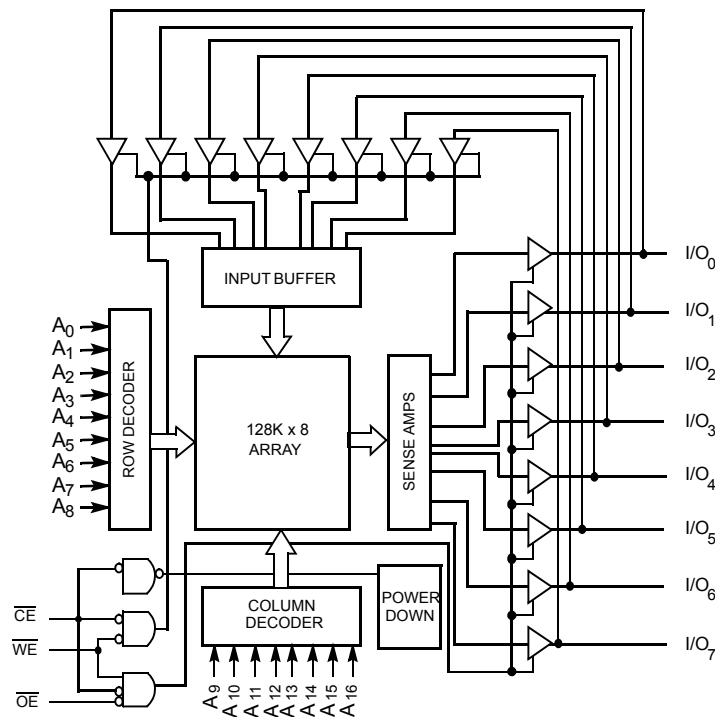 INPUT BUFFER
I/O0
I/O1
I/O2
I/O3
I/O4
I/O5
I/O6
I/O7
A0
A1
A2
A3
A4
A5
A6
A7
A8
ROW DECODER
128K x 8
ARRAY
SENSE AMPS
COLUMN
DECODER
POWER
DOWN
CE
WE
OE
A9
A10
A11
A12
A13
A14
A15
A16